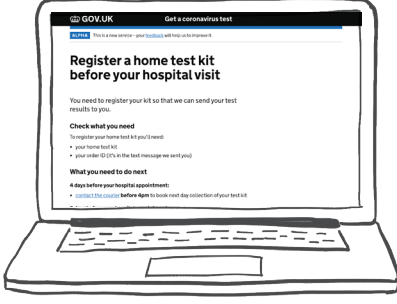 GOV.UK Get a coronavirus test
ALPHA This is a new service – your feedback will help us to improve it.
Register a home test kit
before your hospital visit
You need to register your kit so that we can send your test
results to you.
Check what you need
To register your home test kit you'll need:
• your home test kit
• your order ID (it's in the text message we sent you)
What you need to do next
4 days before your hospital appointment:
• contact the courier before 4pm to book next day collection of your test kit